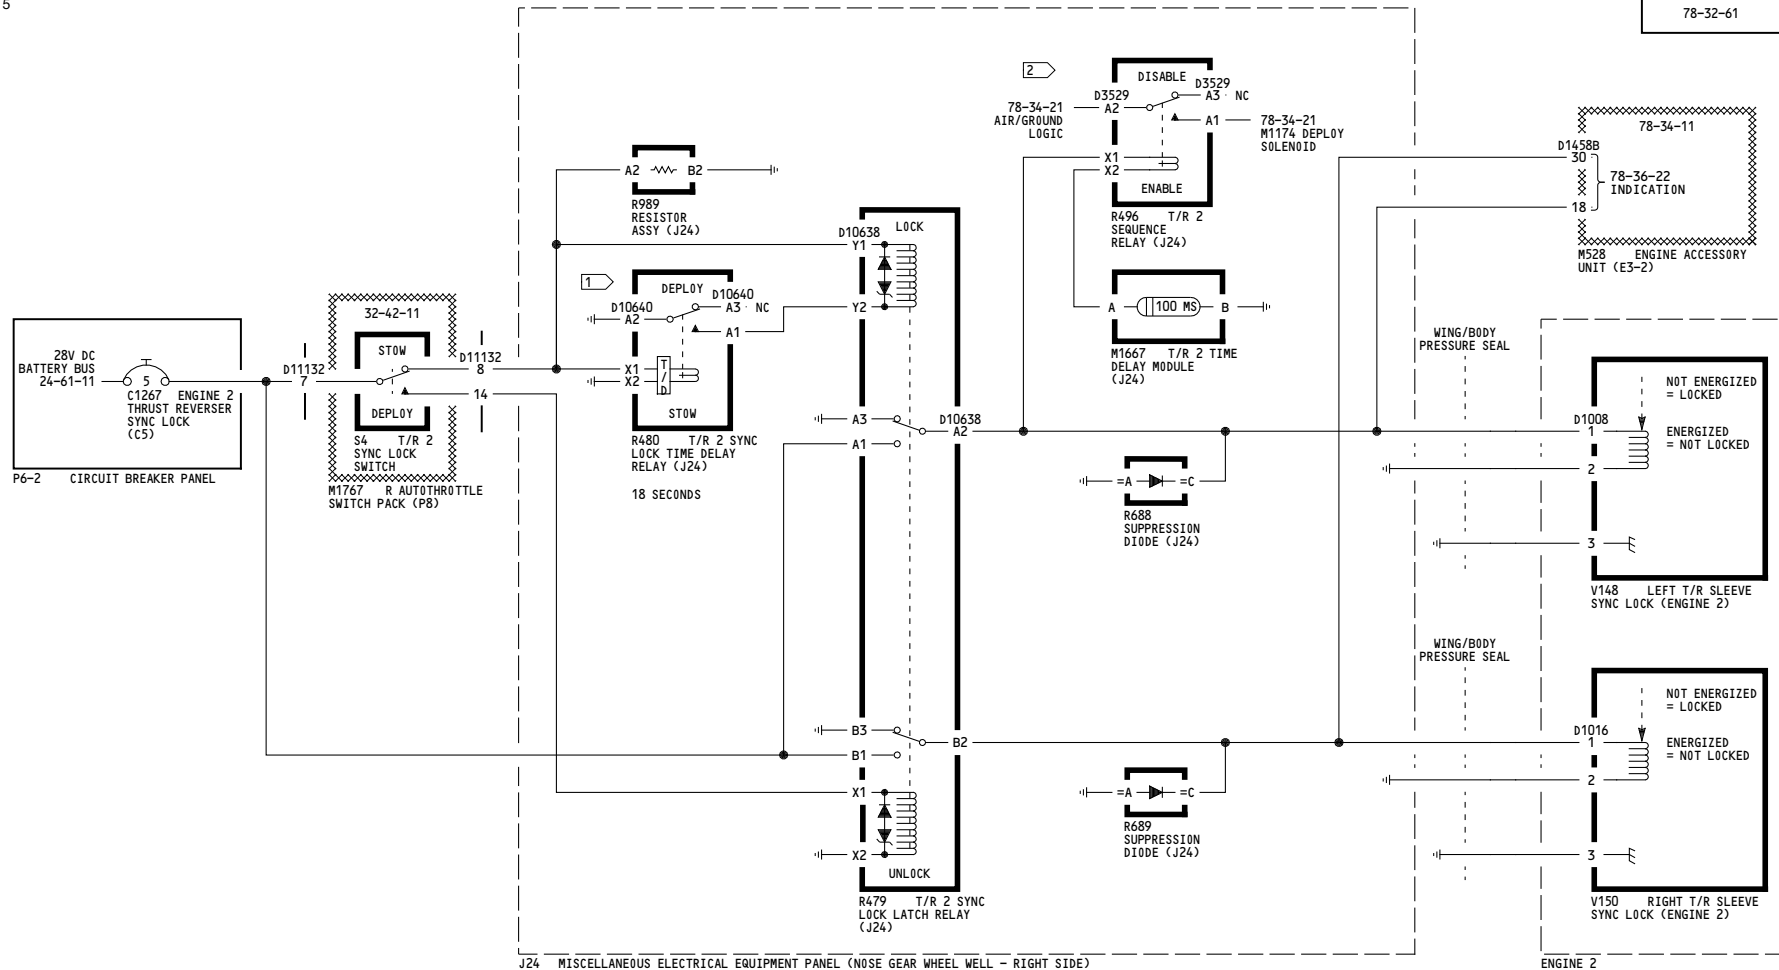 5
78-32-61
2
DISABLE
D3529
D3529
A3 NC
A2
78-34-21
AIR/GROUND
LOGIC
A1
78-34-21
M1174 DEPLOY
SOLENOID
X1
X2
ENABLE
R496 T/R 2
SEQUENCE
RELAY (J24)
78-34-11
D1458B
30
78-36-22
INDICATION
18
M528 ENGINE ACCESSORY
UNIT (E3-2)
A2 B2
R989
RESISTOR
ASSY (J24)
LOCK
D10638
Y1
Y2
1
DEPLOY
D10640
D10640
A3 NC
A2
A1
X1
X2
T/D
STOW
R480 T/R 2 SYNC
LOCK TIME DELAY
RELAY (J24)
18 SECONDS
A 100 MS B
M1667 T/R 2 TIME
DELAY MODULE
(J24)
28V DC
BATTERY BUS
24-61-11
5
C1267 ENGINE 2
THRUST REVERSER
SYNC LOCK
(C5)
P6-2 CIRCUIT BREAKER PANEL
32-42-11
STOW
D11132
7
D11132
8
14
DEPLOY
S4 T/R 2
SYNC LOCK
SWITCH
M1767 R AUTOTHROTTLE
SWITCH PACK (P8)
A3
D10638
A2
A1
=A =C
R688
SUPPRESSION
DIODE (J24)
WING/BODY
PRESSURE SEAL
NOT ENERGIZED
= LOCKED
D1008
1
ENERGIZED
= NOT LOCKED
2
3
V148 LEFT T/R SLEEVE
SYNC LOCK (ENGINE 2)
WING/BODY
PRESSURE SEAL
B3
B2
B1
X1
X2
UNLOCK
R479 T/R 2 SYNC
LOCK LATCH RELAY
(J24)
=A =C
R689
SUPPRESSION
DIODE (J24)
NOT ENERGIZED
= LOCKED
D1016
1
ENERGIZED
= NOT LOCKED
2
3
V150 RIGHT T/R SLEEVE
SYNC LOCK (ENGINE 2)
J24 MISCELLANEOUS ELECTRICAL EQUIPMENT PANEL (NOSE GEAR WHEEL WELL - RIGHT SIDE)
ENGINE 2